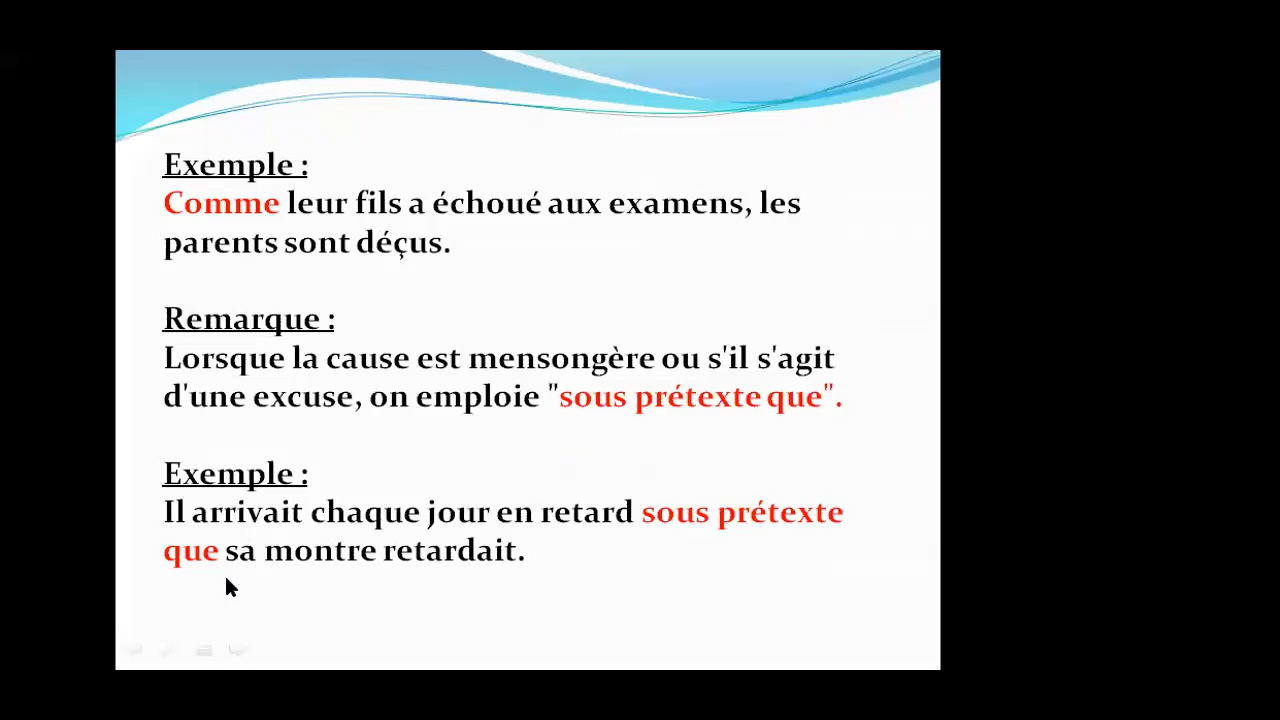 Exemple :
Comme leur fils a échoué aux examens, les
parents sont déçus.
Remarque :
Lorsque la cause est mensongère ou s'il s'agit
d'une excuse, on emploie "sous prétexte que".
Exemple :
Il arrivait chaque jour en retard sous prétexte
que sa montre retardait.